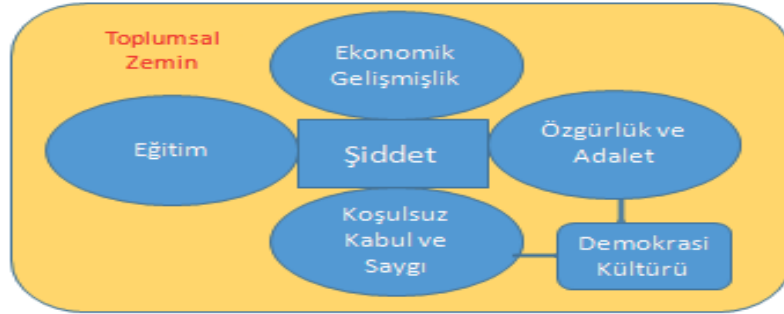 Toplumsal
Zemin
Ekonomik
Gelişmişlik
Eğitim
Şiddet
Özgürlük ve
Adalet
Koşulsuz
Kabul ve
Saygı
Demokrasi
Kültürü